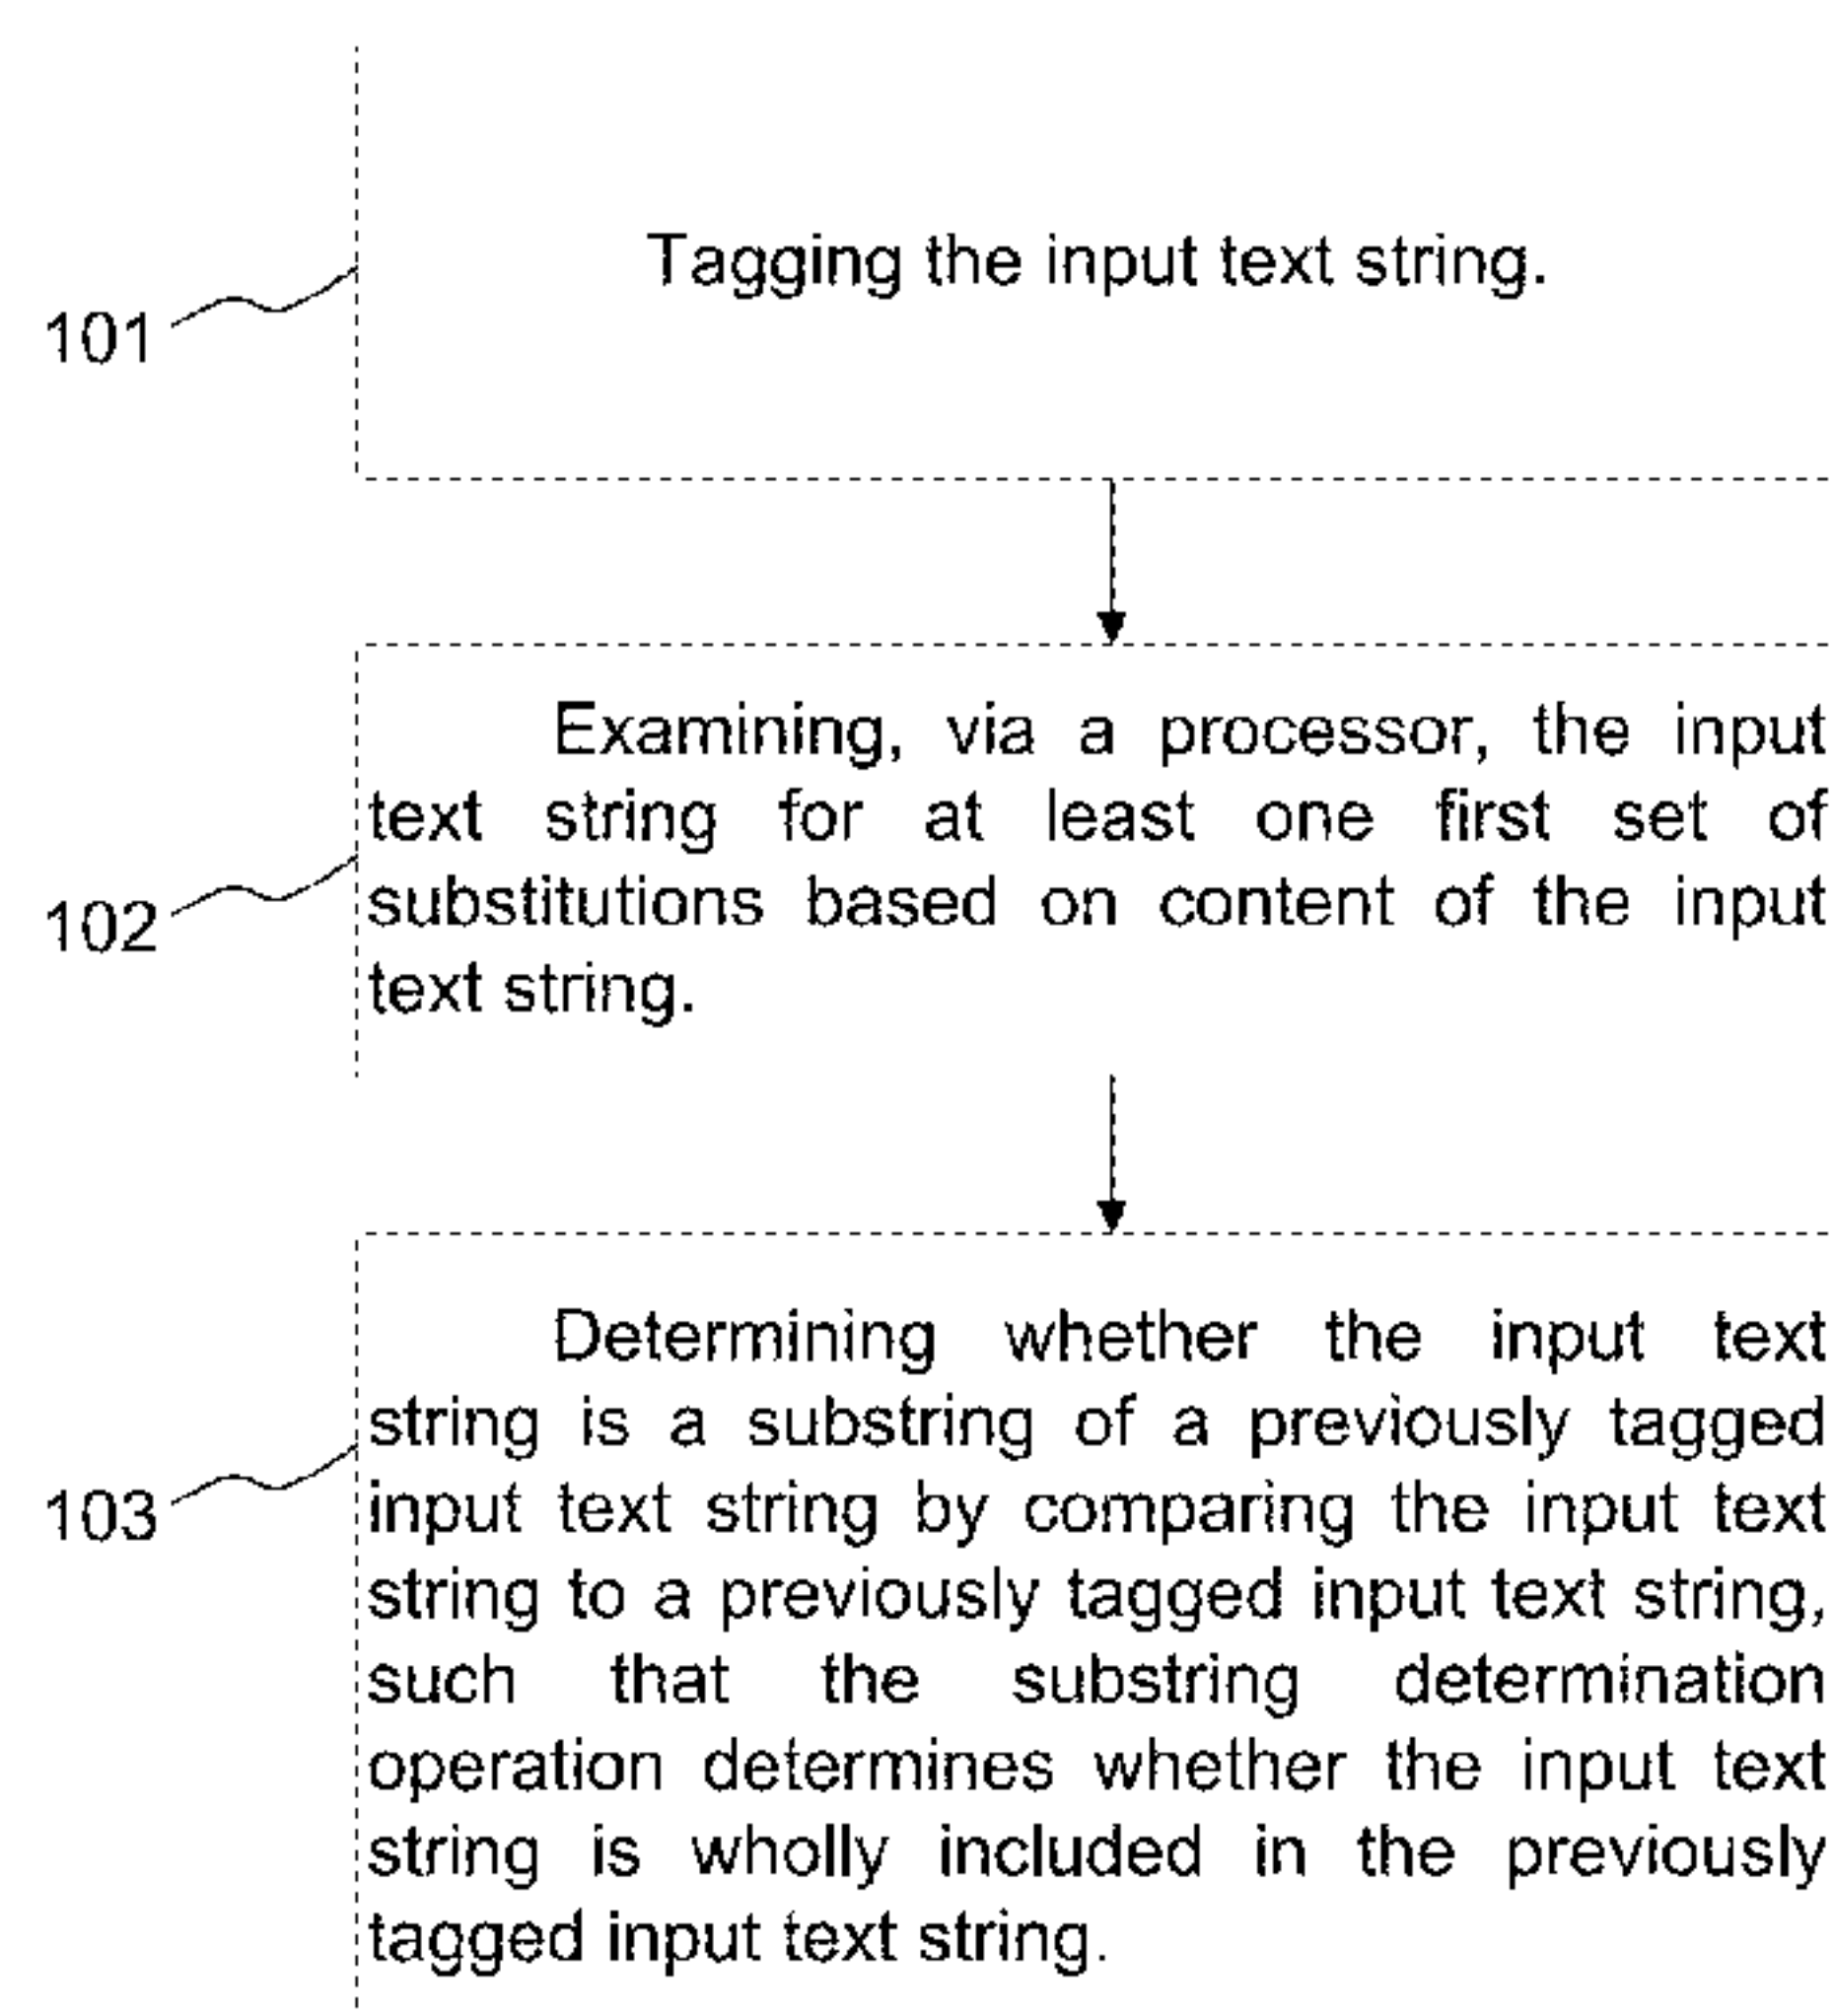 Tagging the input text string.
101
Examining, via a processor, the input
text string for at least one first set of
substitutions based on content of the input
text string.
102
Determining whether the input text
string is a substring of a previously tagged
input text string by comparing the input text
string to a previously tagged input text string,
such that the substring determination
operation determines whether the input text
string is wholly included in the previously
tagged input text string.
103